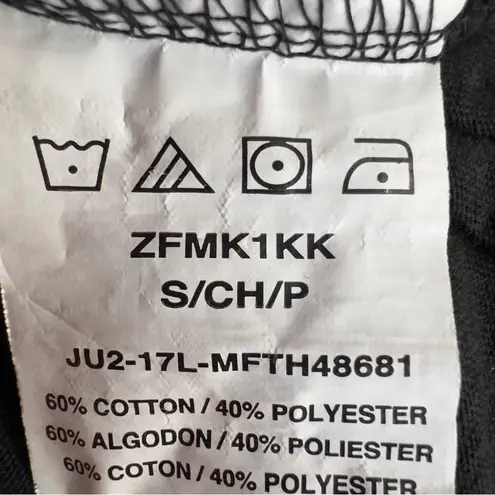 ZFMK1KK
S/CH/P
JU2-17L-MFTH48681
60% COTTON / 40% POLYESTER
60% ALGODON / 40% POLIESTER
60% COTON / 40% POLYESTER